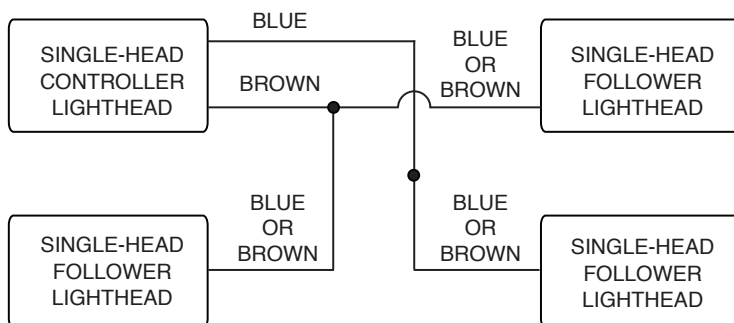 SINGLE-HEAD
CONTROLLER
LIGHTHEAD
BLUE
BROWN
BLUE
OR
BROWN
SINGLE-HEAD
FOLLOWER
LIGHTHEAD
SINGLE-HEAD
FOLLOWER
LIGHTHEAD
BLUE
OR
BROWN
BLUE
OR
BROWN
SINGLE-HEAD
FOLLOWER
LIGHTHEAD